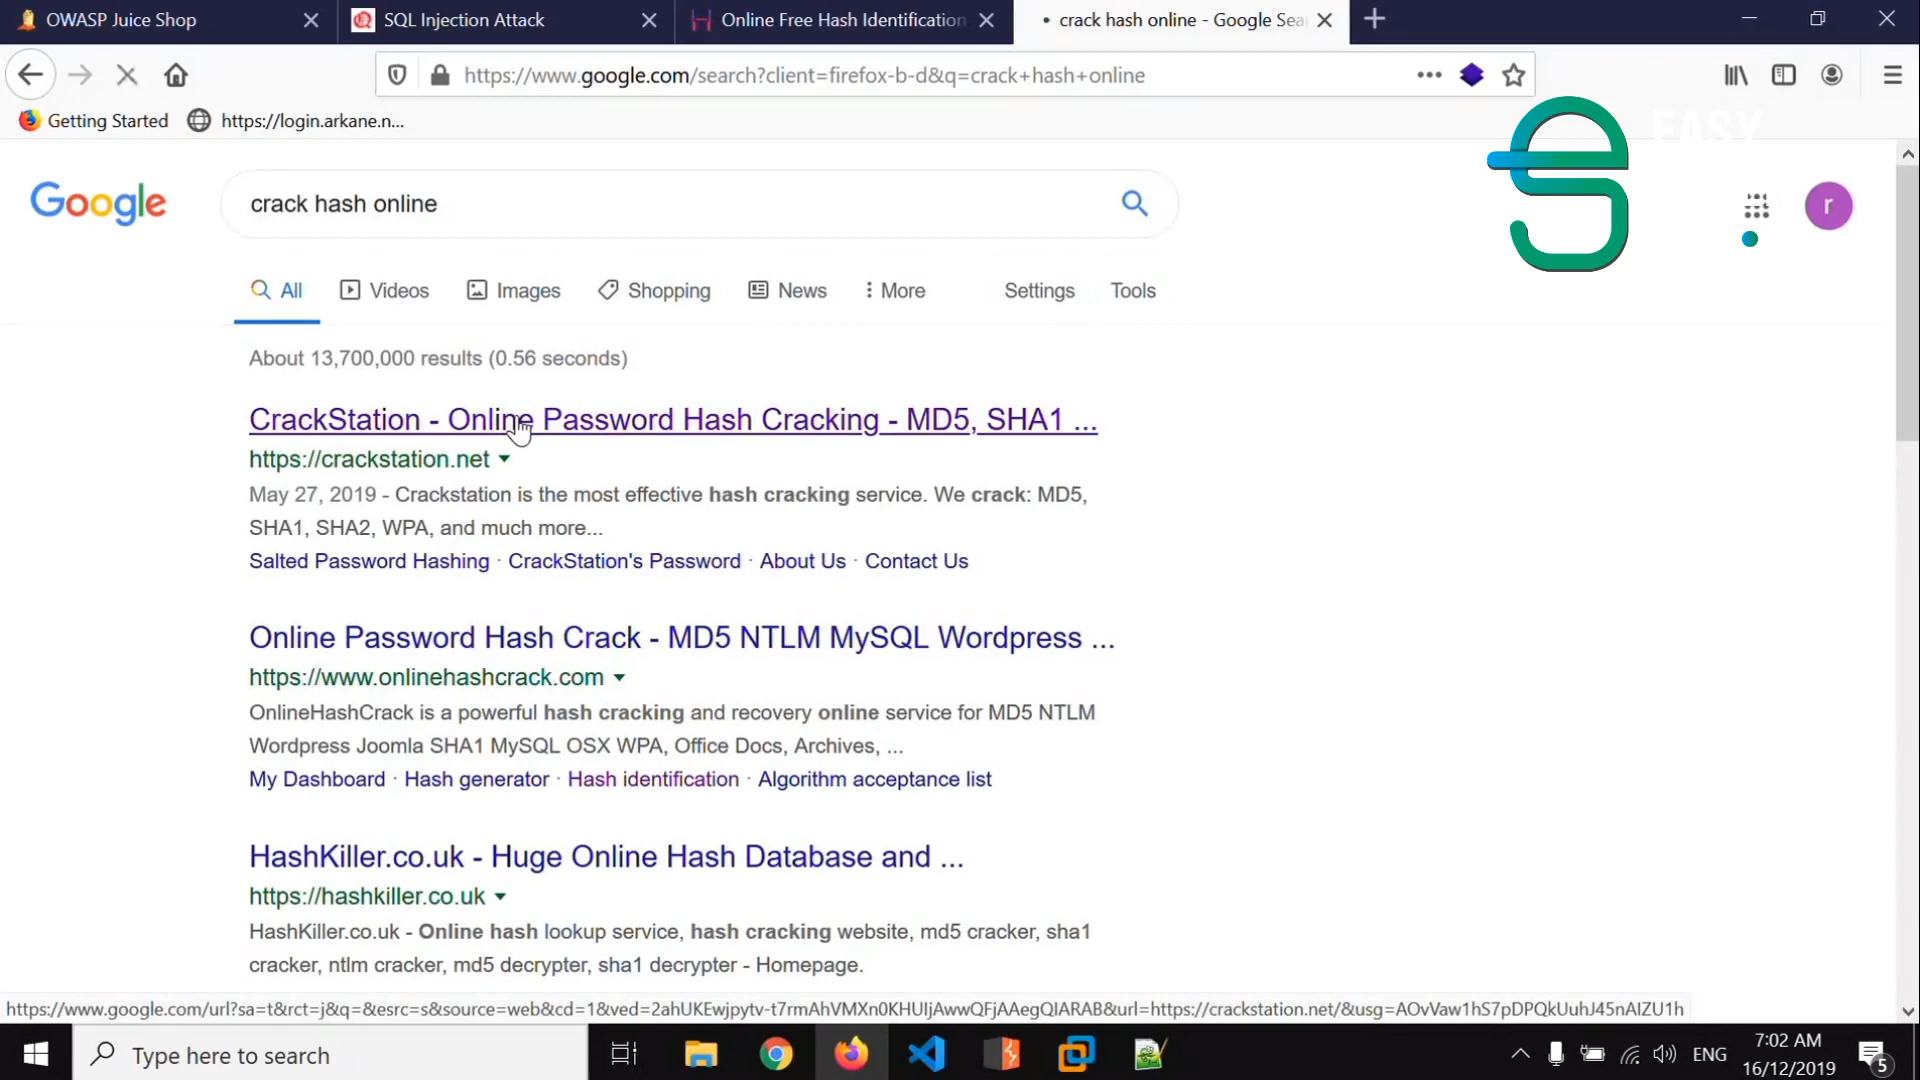 OWASP Juice Shop
SQL Injection Attack
Online Free Hash Identification
crack hash online - Google Sea
https://www.google.com/search?client=firefox-b-d&q=crack+hash+online
Getting Started
https://login.arkane.n...
EASY
Google
crack hash online
r
All
Videos
Images
Shopping
News
More
Settings
Tools
About 13,700,000 results (0.56 seconds)
CrackStation - Online Password Hash Cracking - MD5, SHA1 ...
https://crackstation.net
May 27, 2019 - Crackstation is the most effective hash cracking service. We crack: MD5,
SHA1, SHA2, WPA, and much more...
Salted Password Hashing · CrackStation's Password · About Us · Contact Us
Online Password Hash Crack - MD5 NTLM MySQL Wordpress ...
https://www.onlinehashcrack.com
OnlineHashCrack is a powerful hash cracking and recovery online service for MD5 NTLM
Wordpress Joomla SHA1 MySQL OSX WPA, Office Docs, Archives, ...
My Dashboard · Hash generator · Hash identification · Algorithm acceptance list
HashKiller.co.uk - Huge Online Hash Database and ...
https://hashkiller.co.uk
HashKiller.co.uk - Online hash lookup service, hash cracking website, md5 cracker, sha1
cracker, ntlm cracker, md5 decrypter, sha1 decrypter - Homepage.
https://www.google.com/url?sa=t&rct=j&q=&esrc=s&source=web&cd=1&ved=2ahUKEwjpytv-t7rmAhVMXn0KHUIjAwwQFjAAegQIARAB&url=https://crackstation.net/&usg=AOvVaw1hS7pDPQkUuhJ45nAIZU1h
Type here to search
ENG
7:02 AM
16/12/2019
5